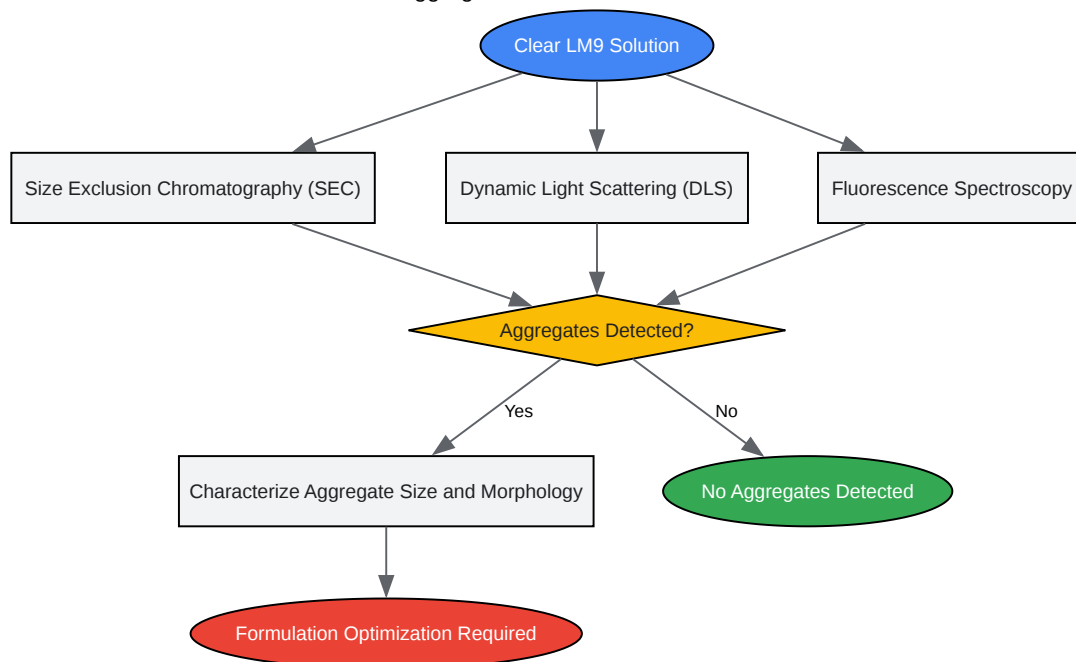 Clear LM9 Solution
Size Exclusion Chromatography (SEC)
Dynamic Light Scattering (DLS)
Fluorescence Spectroscopy
Aggregates Detected?
Yes
No
Characterize Aggregate Size and Morphology
No Aggregates Detected
Formulation Optimization Required